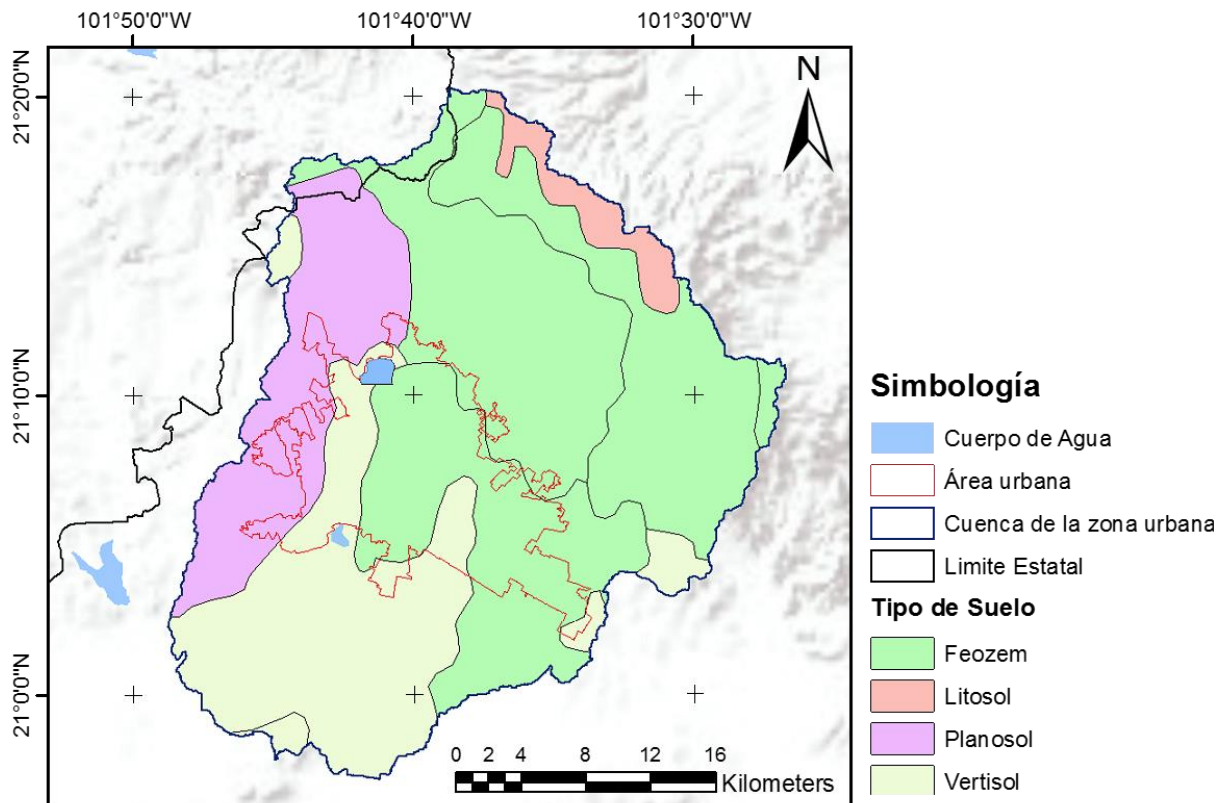 101°50'0"W 101°40'0"W 101°30'0"W
21°20'0"N
21°10'0"N
21°0'0"N
N
0 2 4 8 12 16
Kilometers
Simbología
Cuerpo de Agua
Área urbana
Cuenca de la zona urbana
Limite Estatal
Tipo de Suelo
Feozem
Litosol
Planosol
Vertisol